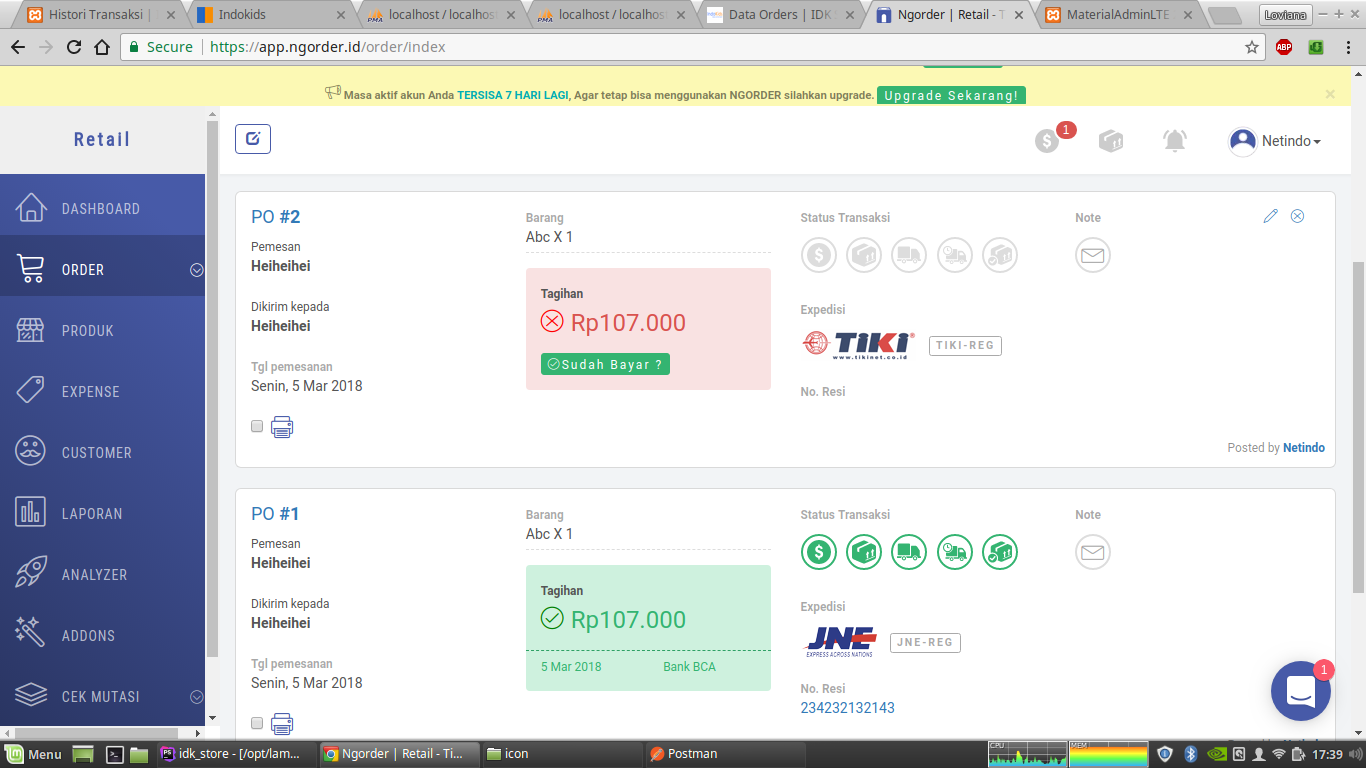 Histori Transaksi |
Indokids
localhost / localhos
localhost / localhos
Data Orders | IDK
Ngorder | Retail - T
MaterialAdminLTE
Loviana
Secure
https://app.ngorder.id/order/index
ABP
Masa aktif akun Anda TERSISA 7 HARI LAGI, Agar tetap bisa menggunakan NGORDER silahkan upgrade. Upgrade Sekarang!
Retail
1
Netindo
DASHBOARD
ORDER
PRODUK
EXPENSE
CUSTOMER
LAPORAN
ANALYZER
ADDONS
CEK MUTASI
PO #2
Pemesan
Heiheihei
Dikirim kepada
Heiheihei
Tgl pemesanan
Senin, 5 Mar 2018
Barang
Abc X 1
Tagihan
Rp107.000
Sudah Bayar ?
Status Transaksi
Expedisi
TIKI
www.tikinet.co.id
TIKI-REG
No. Resi
Note
Posted by Netindo
PO #1
Pemesan
Heiheihei
Dikirim kepada
Heiheihei
Tgl pemesanan
Senin, 5 Mar 2018
Barang
Abc X 1
Tagihan
Rp107.000
5 Mar 2018
Bank BCA
Status Transaksi
Expedisi
JNE
EXPRESS ACROSS NATIONS
JNE-REG
No. Resi
234232132143
Note
1
Menu
idk_store - [/opt/lam...
Ngorder | Retail - Ti...
icon
Postman
CPU
MEM
17:39